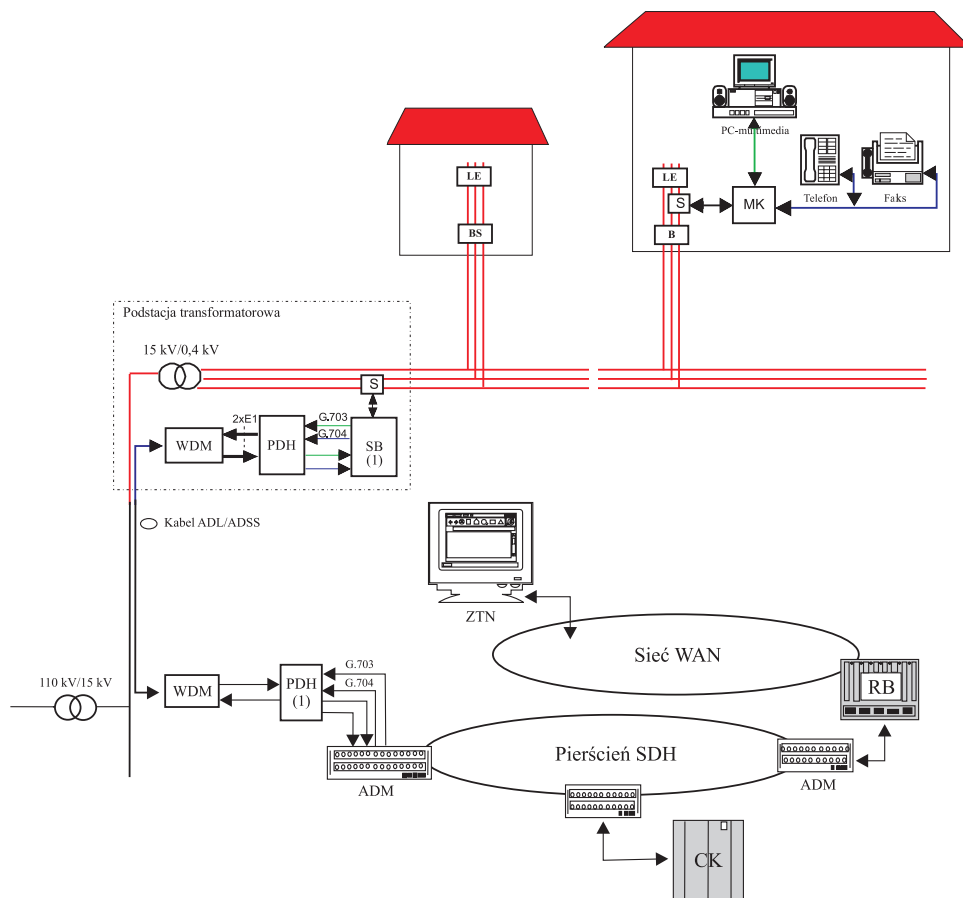 PC-multimedia
LE
LE
Telefon
Faks
S
MK
BS
B
Podstacja transformatorowa
15 kV/0,4 kV
S
2xE1
G.703
G.704
WDM
PDH
SB
(1)
Kabel ADL/ADSS
ZTN
Sieć WAN
110 kV/15 kV
WDM
PDH
(1)
G.703
G.704
RB
Pierścień SDH
ADM
ADM
CK